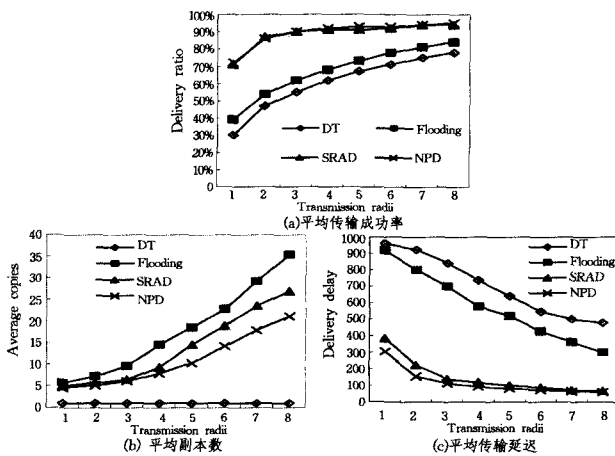 100%
90%
80%
70%
60%
50%
40%
30%
20%
10%
0
Delivery ratio
DT
Flooding
SRAD
NPD
1 2 3 4 5 6 7 8
Transmission radii
(a)平均传输成功率
40
35
30
25
20
15
10
5
0
Average copies
DT
Flooding
SRAD
NPD
1 2 3 4 5 6 7 8
Transmission radii
(b) 平均副本数
1000
900
800
700
600
500
400
300
200
100
0
Delivery delay
DT
Flooding
SRAD
NPD
1 2 3 4 5 6 7 8
Transmission radii
(c)平均传输延迟